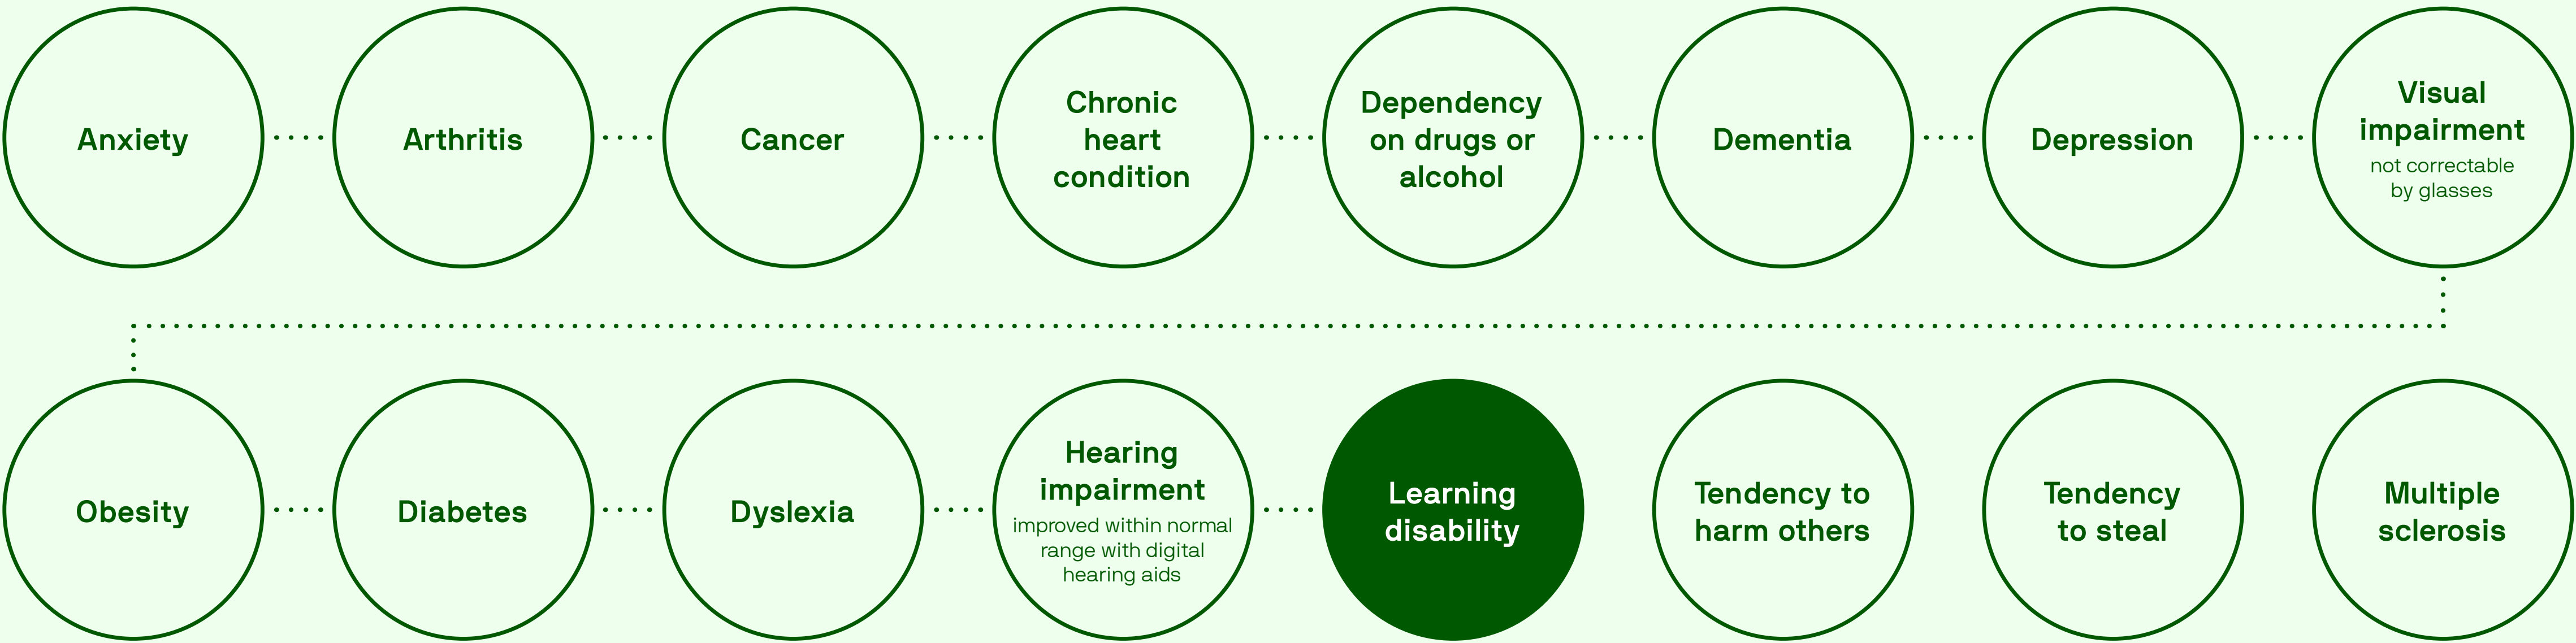 Anxiety
Arthritis
Cancer
Chronic
heart
condition
Dependency
on drugs or
alcohol
Dementia
Depression
Visual
impairment
not correctable
by glasses
Obesity
Diabetes
Dyslexia
Hearing
impairment
improved within normal
range with digital
hearing aids
Learning
disability
Tendency to
harm others
Tendency
to steal
Multiple
sclerosis